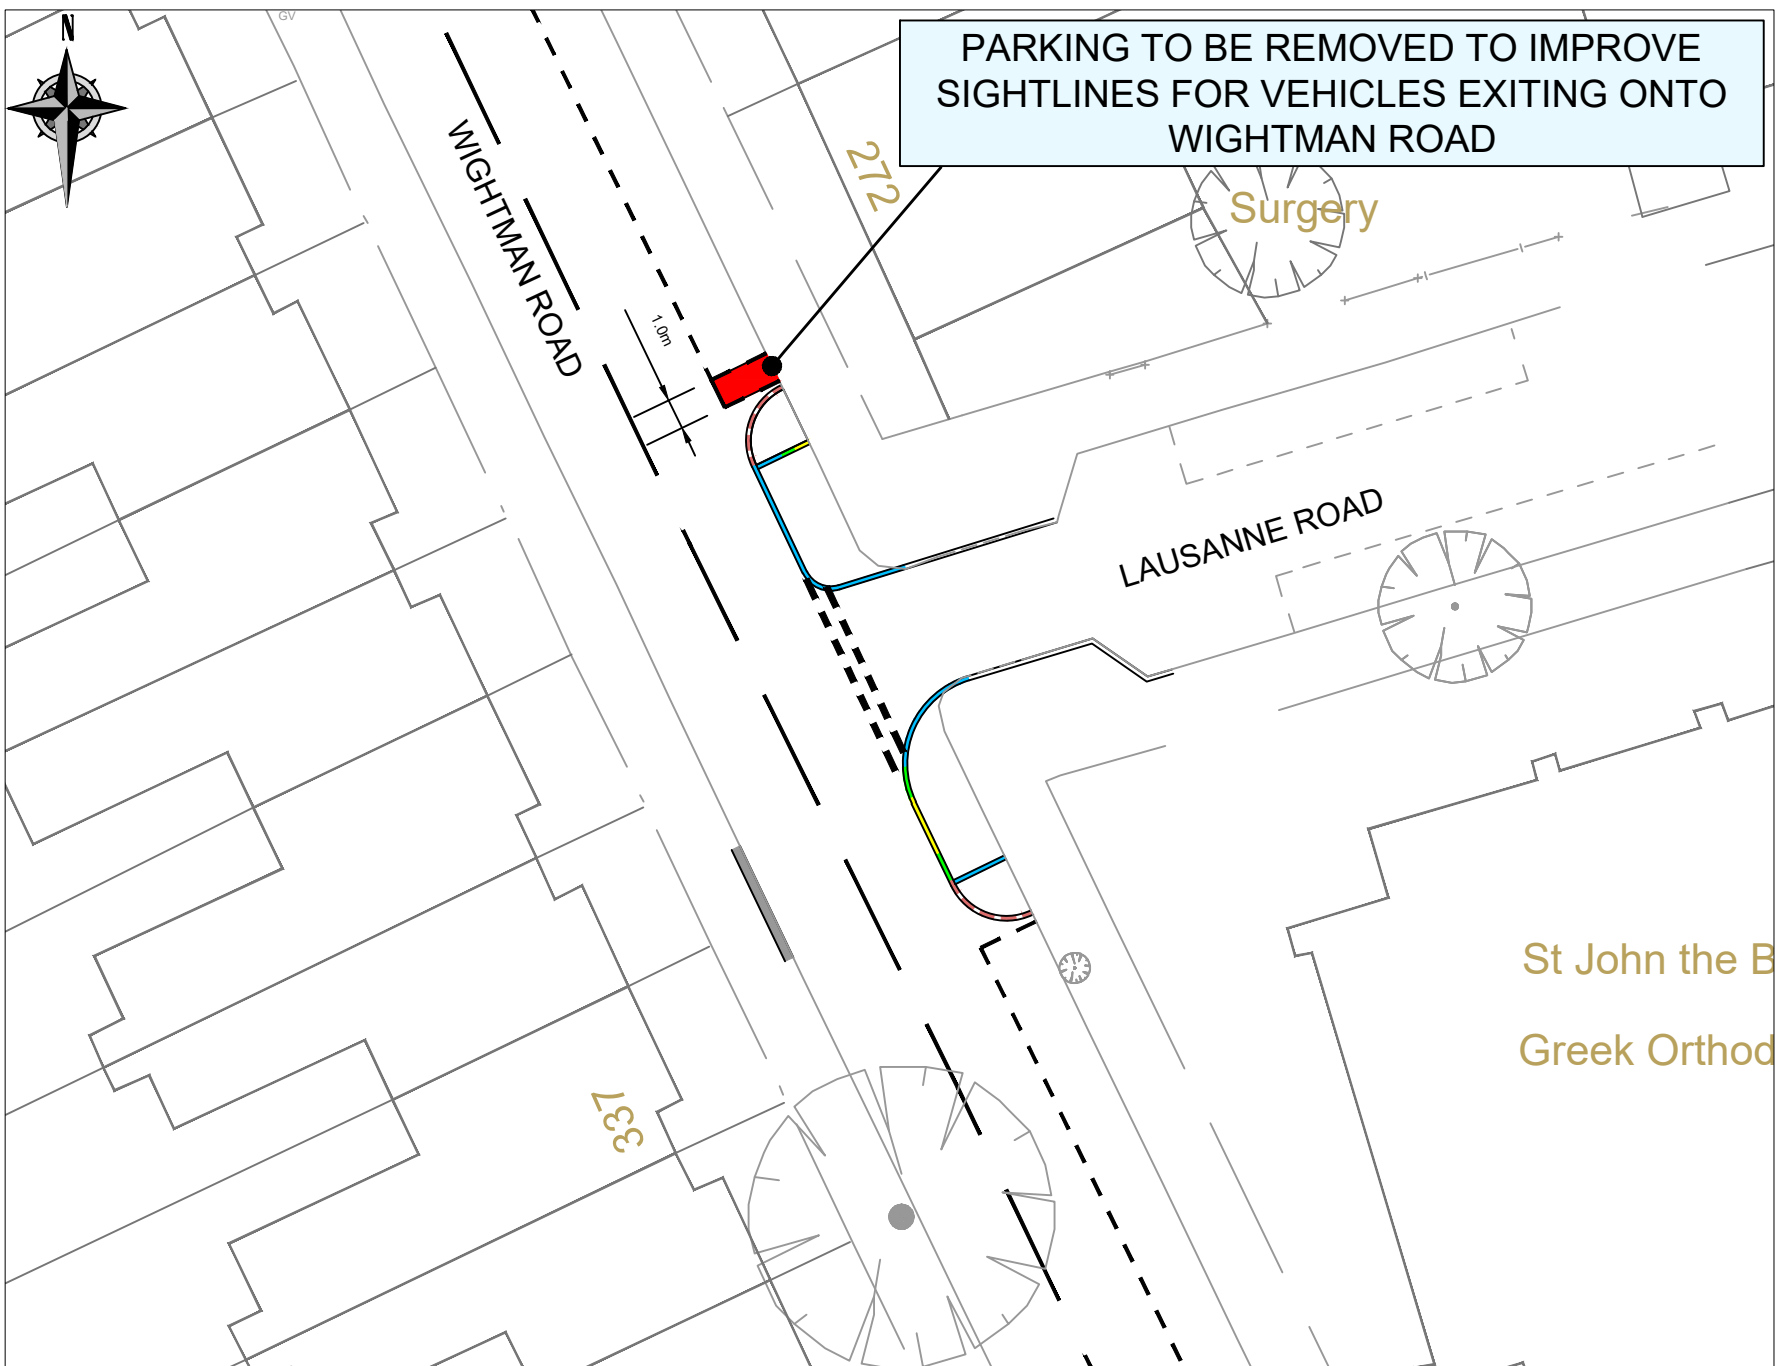 GV
N
PARKING TO BE REMOVED TO IMPROVE
SIGHTLINES FOR VEHICLES EXITING ONTO
WIGHTMAN ROAD
WIGHTMAN ROAD
272
Surgery
1.0m
LAUSANNE ROAD
St John the B
Greek Orthod
337